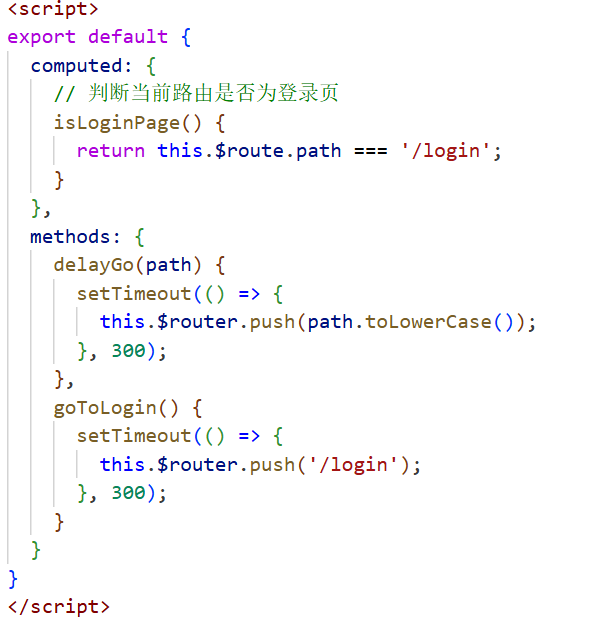 <script>
export default {
  computed: {
    // 判断当前路由是否为登录页
    isLoginPage() {
      return this.$route.path === '/login';
    }
  },
  methods: {
    delayGo(path) {
      setTimeout(() => {
        this.$router.push(path.toLowerCase());
      }, 300);
    },
    goToLogin() {
      setTimeout(() => {
        this.$router.push('/login');
      }, 300);
    }
  }
}
</script>